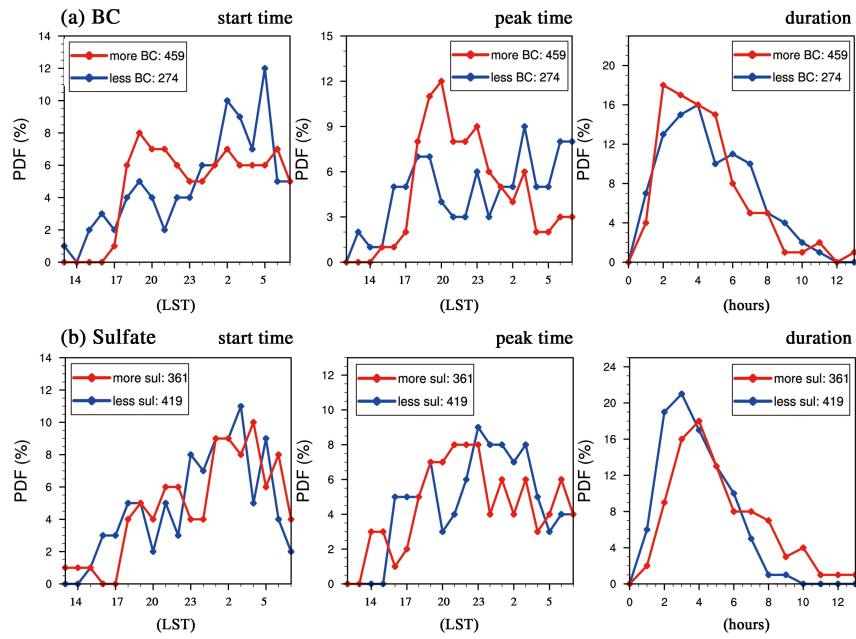 (a) BC
start time
peak time
duration
PDF (%)
14
12
10
8
6
4
2
0
more BC: 459
less BC: 274
14 17 20 23 2 5
(LST)
PDF (%)
15
12
9
6
3
0
more BC: 459
less BC: 274
14 17 20 23 2 5
(LST)
PDF (%)
20
16
12
8
4
0
more BC: 459
less BC: 274
0 2 4 6 8 10 12
(hours)
(b) Sulfate
start time
peak time
duration
PDF (%)
14
12
10
8
6
4
2
0
more sul: 361
less sul: 419
14 17 20 23 2 5
(LST)
PDF (%)
12
10
8
6
4
2
0
more sul: 361
less sul: 419
14 17 20 23 2 5
(LST)
PDF (%)
24
20
16
12
8
4
0
more sul: 361
less sul: 419
0 2 4 6 8 10 12
(hours)